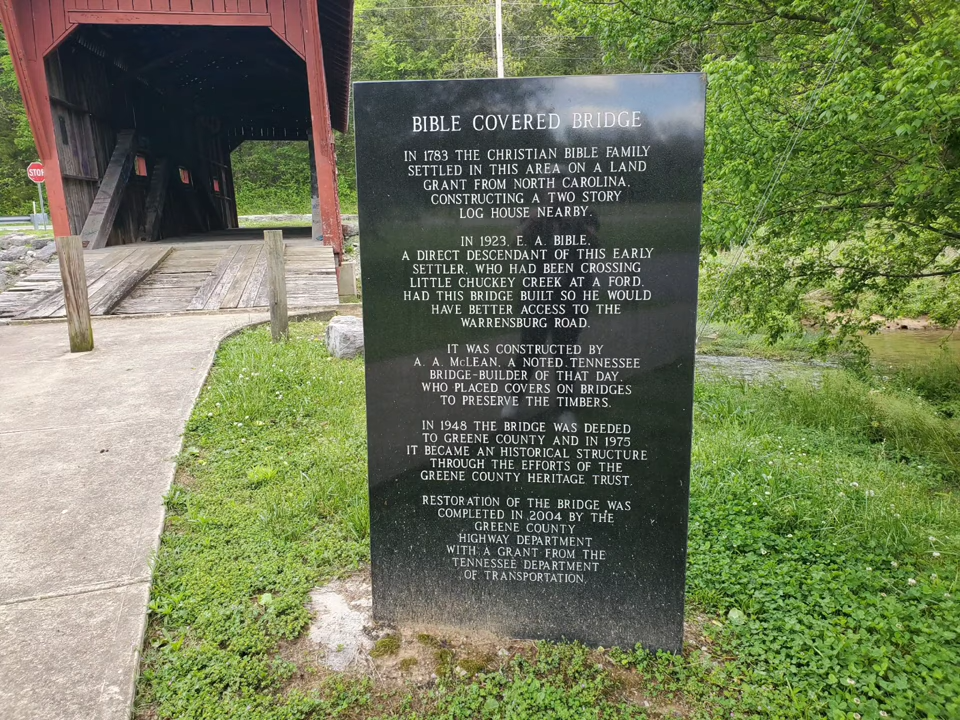 STOP
BIBLE COVERED BRIDGE
IN 1783 THE CHRISTIAN BIBLE FAMILY
SETTLED IN THIS AREA ON A LAND
GRANT FROM NORTH CAROLINA,
CONSTRUCTING A TWO STORY
LOG HOUSE NEARBY.
IN 1923, E. A. BIBLE,
A DIRECT DESCENDANT OF THIS EARLY
SETTLER, WHO HAD BEEN CROSSING
LITTLE CHUCKEY CREEK AT A FORD,
HAD THIS BRIDGE BUILT SO HE WOULD
HAVE BETTER ACCESS TO THE
WARRENSBURG ROAD.
IT WAS CONSTRUCTED BY
A. A. McLEAN, A NOTED TENNESSEE
BRIDGE-BUILDER OF THAT DAY,
WHO PLACED COVERS ON BRIDGES
TO PRESERVE THE TIMBERS.
IN 1948 THE BRIDGE WAS DEEDED
TO GREENE COUNTY AND IN 1975
IT BECAME AN HISTORICAL STRUCTURE
THROUGH THE EFFORTS OF THE
GREENE COUNTY HERITAGE TRUST.
RESTORATION OF THE BRIDGE WAS
COMPLETED IN 2004 BY THE
GREENE COUNTY
HIGHWAY DEPARTMENT
WITH A GRANT FROM THE
TENNESSEE DEPARTMENT
OF TRANSPORTATION.